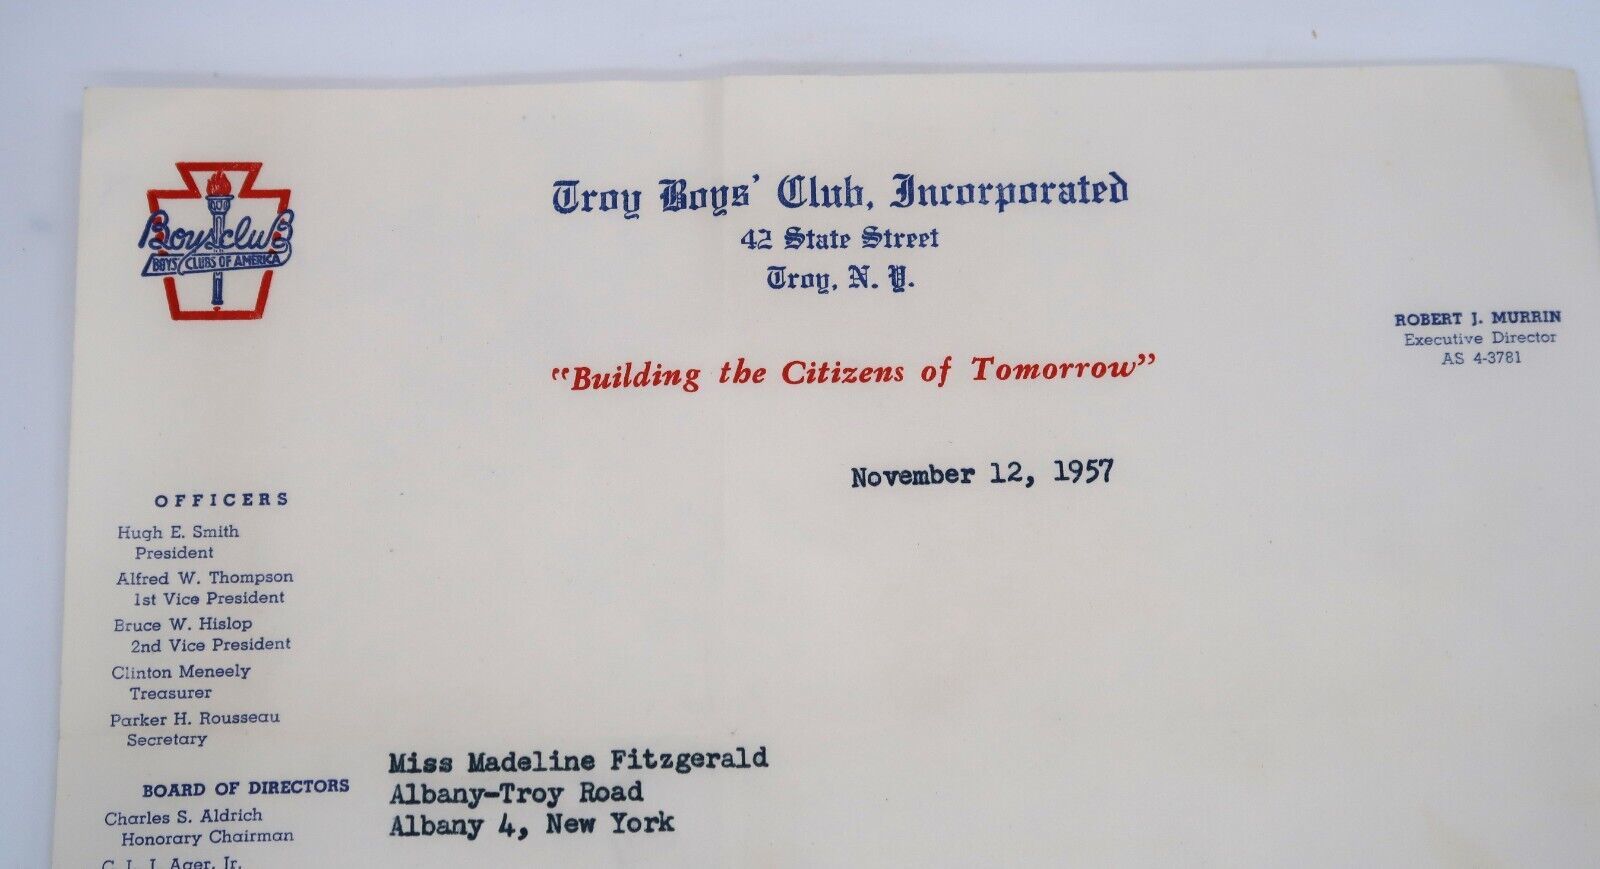 Boys' Club
BOYS' CLUBS OF AMERICA
Troy Boys' Club, Incorporated
42 State Street
Troy, N. Y.
ROBERT J. MURRIN
Executive Director
AS 4-3781
"Building the Citizens of Tomorrow"
November 12, 1957
OFFICERS
Hugh E. Smith
President
Alfred W. Thompson
1st Vice President
Bruce W. Hislop
2nd Vice President
Clinton Meneely
Treasurer
Parker H. Rousseau
Secretary
BOARD OF DIRECTORS
Charles S. Aldrich
Honorary Chairman
C. L. J. Ager, Jr.
Miss Madeline Fitzgerald
Albany-Troy Road
Albany 4, New York